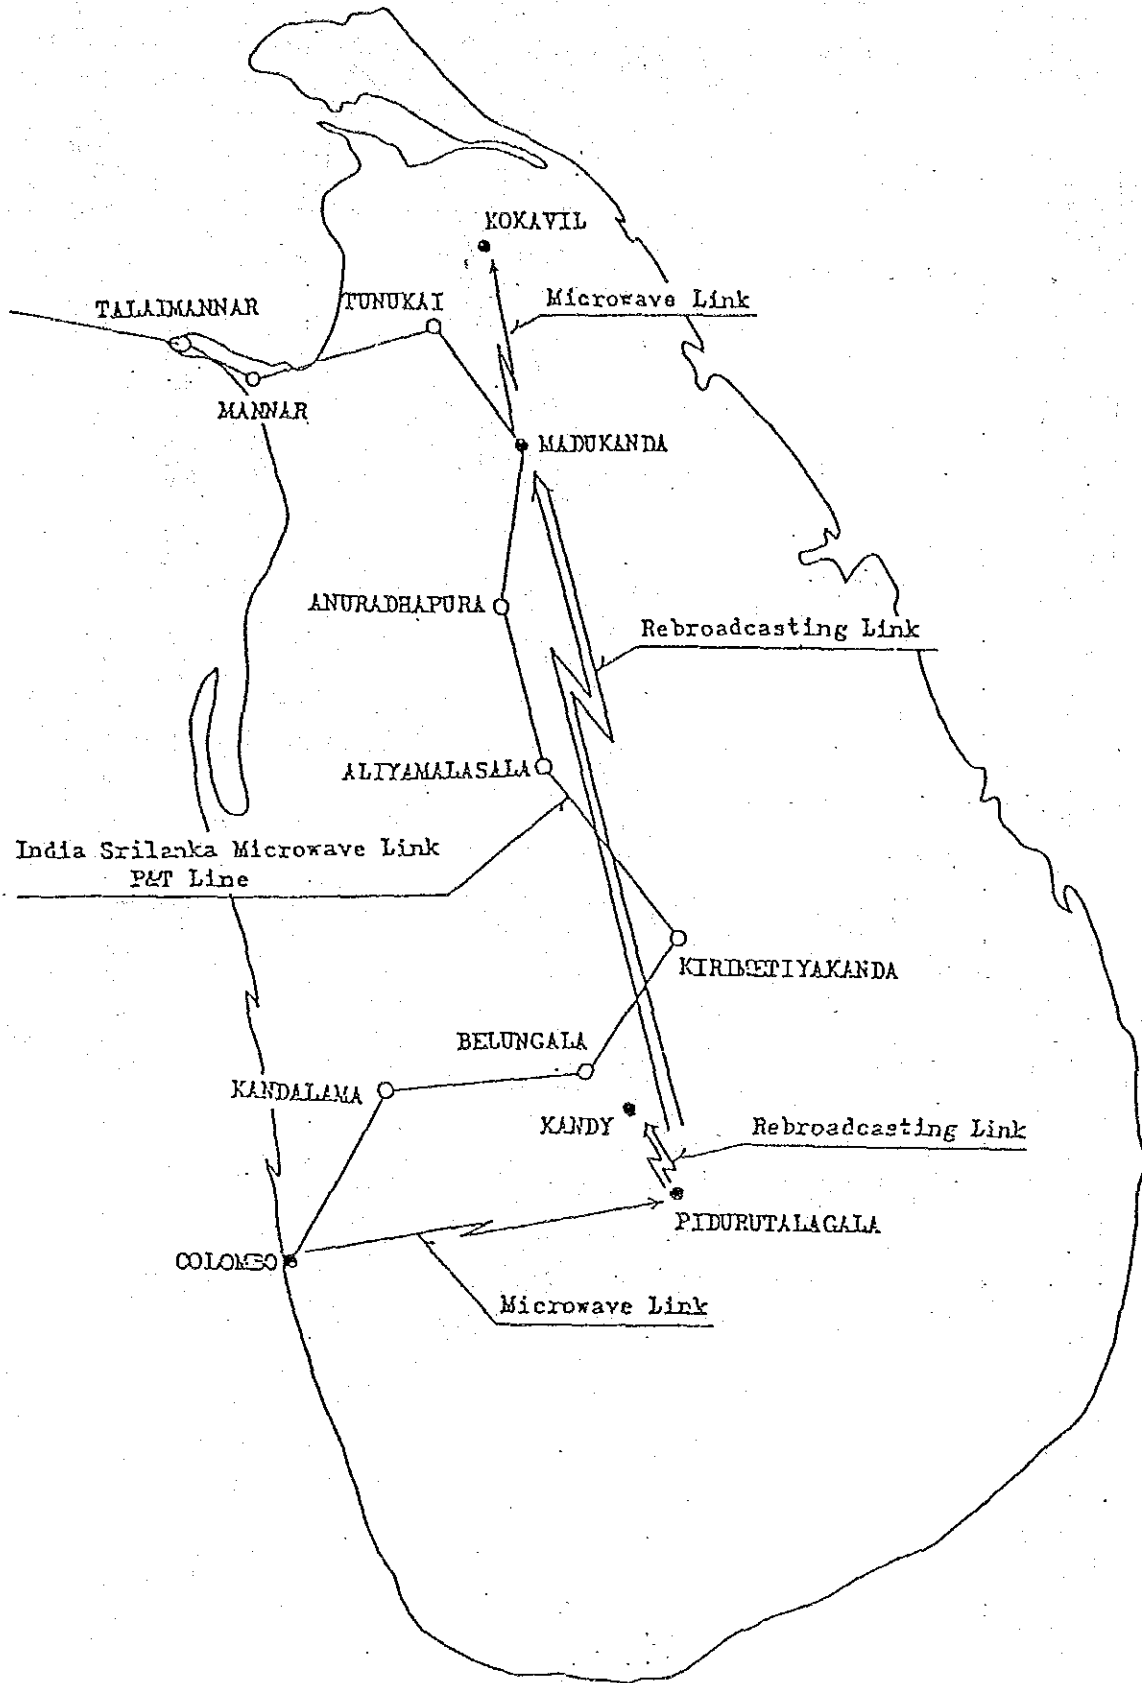 KOKAVIL
TALAIMANNAR
TUNUKAI
Microwave Link
MANNAR
MADUKANDA
ANURADHAPURA
Rebroadcasting Link
ALIYAMALASALA
India Srilanka Microwave Link
P&T Line
KIRIMETIYAKANDA
BELUNGALA
KANDALAMA
KANDY
Rebroadcasting Link
PIDURUTALAGALA
COLOMBO
Microwave Link